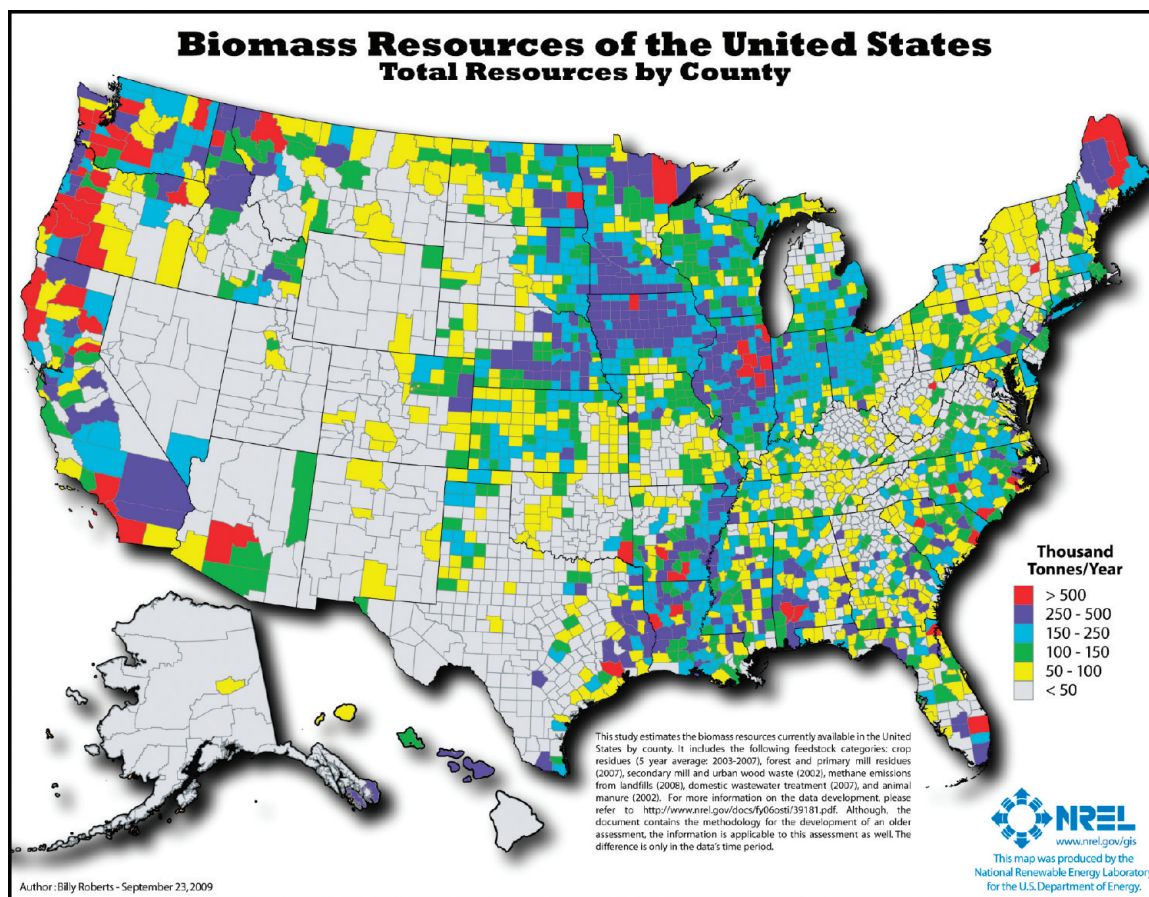 Biomass Resources of the United States
Total Resources by County
Thousand
Tonnes/Year
> 500
250 - 500
150 - 250
100 - 150
50 - 100
< 50
This study estimates the biomass resources currently available in the United
States by county. It includes the following feedstock categories: crop
residues (5 year average: 2003-2007), forest and primary mill residues
(2007), secondary mill and urban wood waste (2002), methane emissions
from landfills (2008), domestic wastewater treatment (2007), and animal
manure (2002). For more information on the data development, please
refer to http://www.nrel.gov/docs/fy06osti/39181.pdf. Although, the
document contains the methodology for the development of an older
assessment, the information is applicable to this assessment as well. The
difference is only in the data's time period.
NREL
www.nrel.gov/gis
This map was produced by the
National Renewable Energy Laboratory
for the U.S. Department of Energy.
Author : Billy Roberts - September 23, 2009